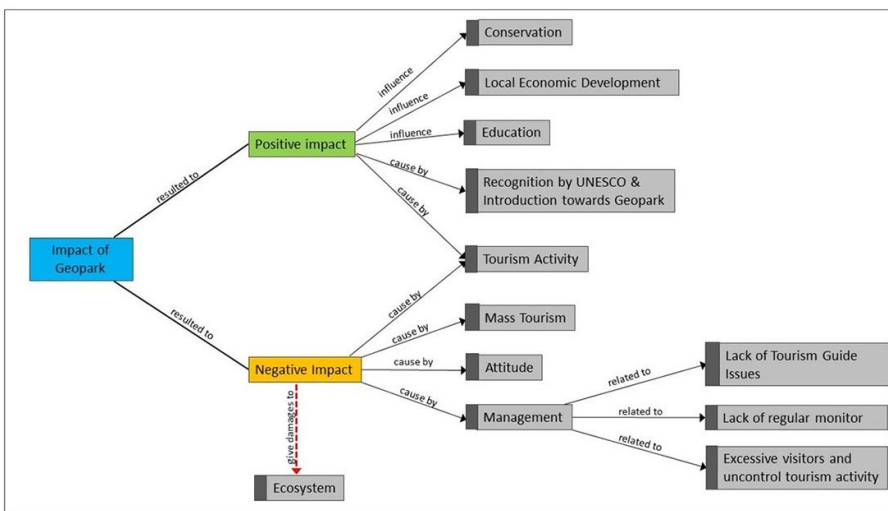 Conservation
influence
Local Economic Development
influence
Education
influence
Positive impact
cause by
Recognition by UNESCO &
Introduction towards Geopark
resulted to
cause by
Impact of
Geopark
Tourism Activity
cause by
Mass Tourism
resulted to
cause by
Lack of Tourism Guide
Issues
Negative Impact
cause by
Attitude
related to
cause by
Management
related to
Lack of regular monitor
give damages to
related to
Excessive visitors and
uncontrol tourism activity
Ecosystem